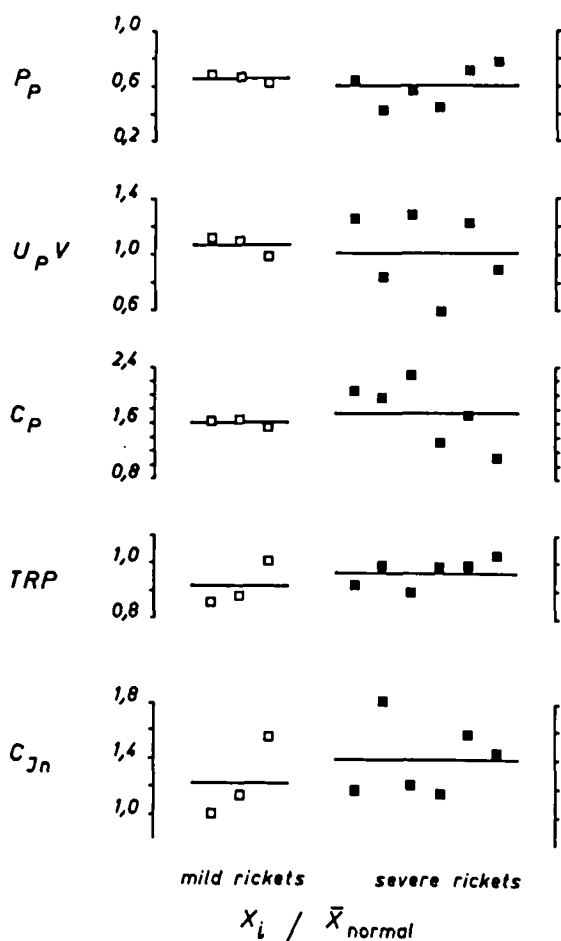 1,0
P_P
0,6
0,2
1,4
U_P V
1,0
0,6
2,4
C_P
1,6
0,8
1,0
TRP
0,8
1,8
C_Jn
1,4
1,0
mild rickets severe rickets
X_i / X̄_normal